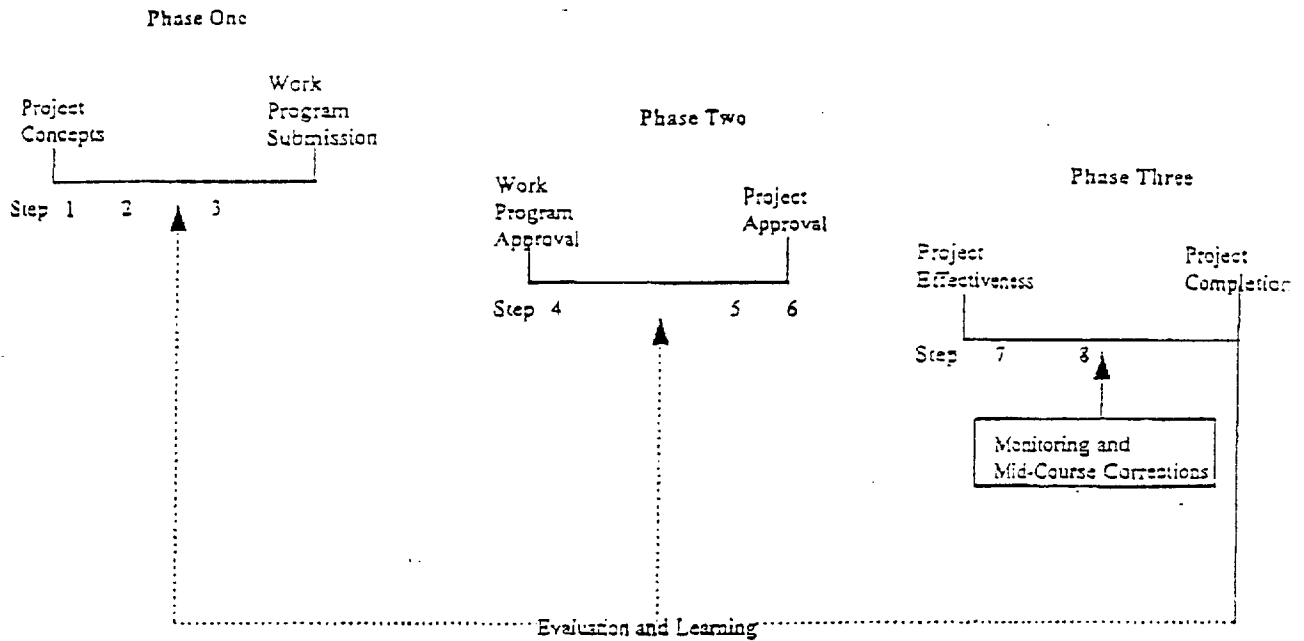 Phase One
Project
Concepts
Work
Program
Submission
Step 1 2 3
Phase Two
Work
Program
Approval
Project
Approval
Step 4 5 6
Phase Three
Project
Effectiveness
Project
Completion
Step 7 8
Monitoring and
Mid-Course Corrections
Evaluation and Learning